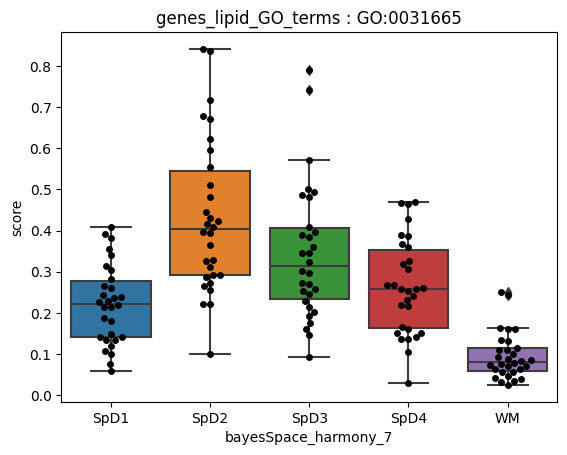 genes_lipid_GO_terms : GO:0031665
score
0.8
0.7
0.6
0.5
0.4
0.3
0.2
0.1
0.0
SpD1 SpD2 SpD3 SpD4 WM
bayesSpace_harmony_7